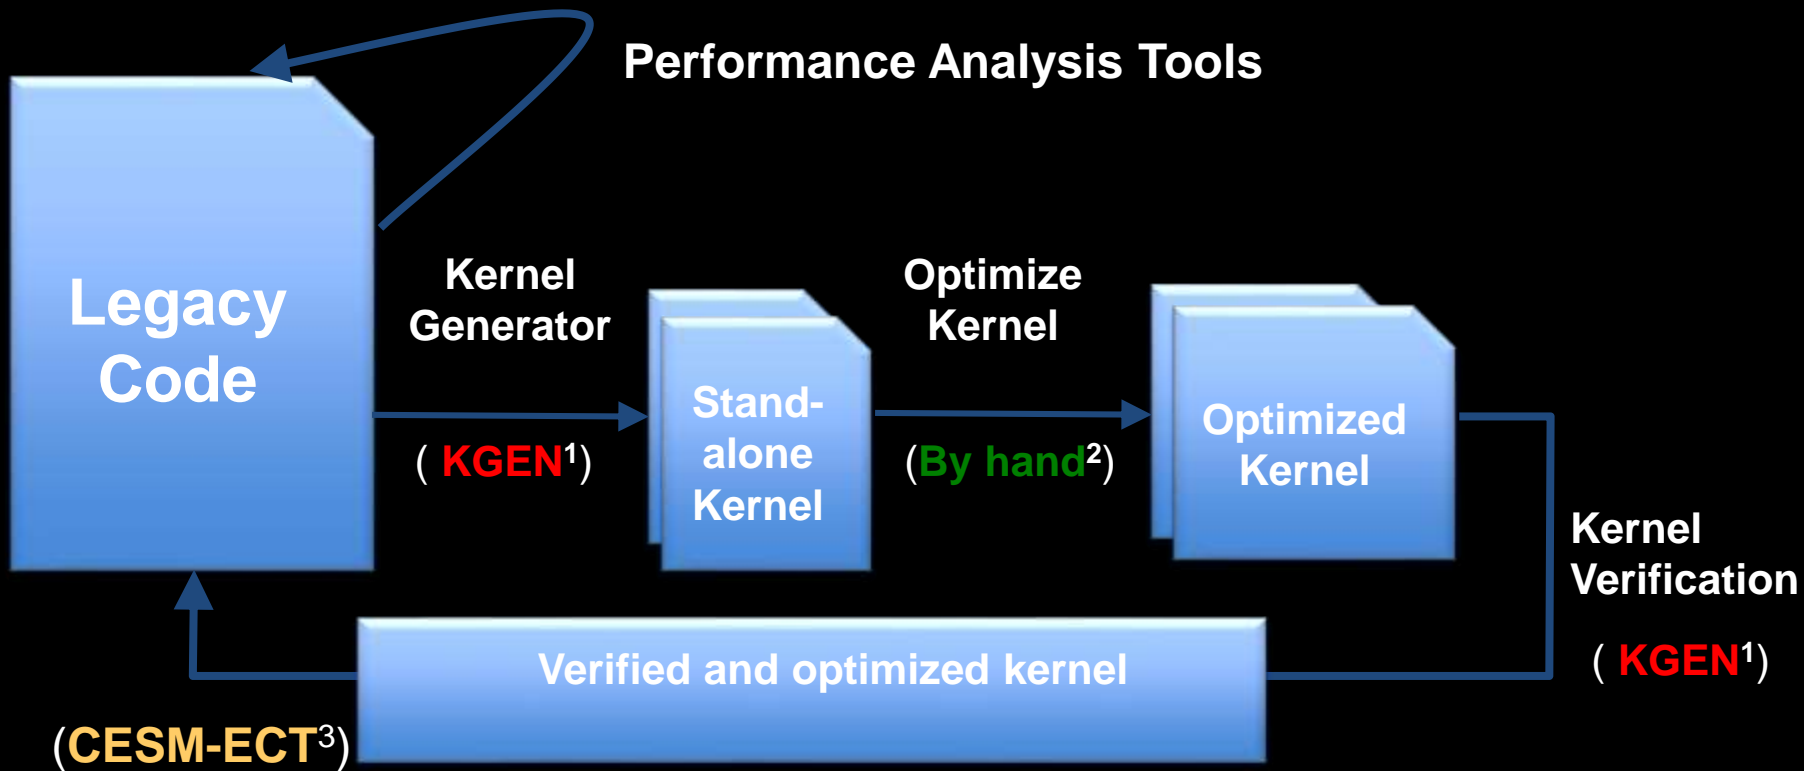 Performance Analysis Tools
Legacy
Code
Kernel
Generator
( KGEN¹)
Stand-
alone
Kernel
Optimize
Kernel
(By hand²)
Optimized
Kernel
Kernel
Verification
( KGEN¹)
Verified and optimized kernel
(CESM-ECT³)